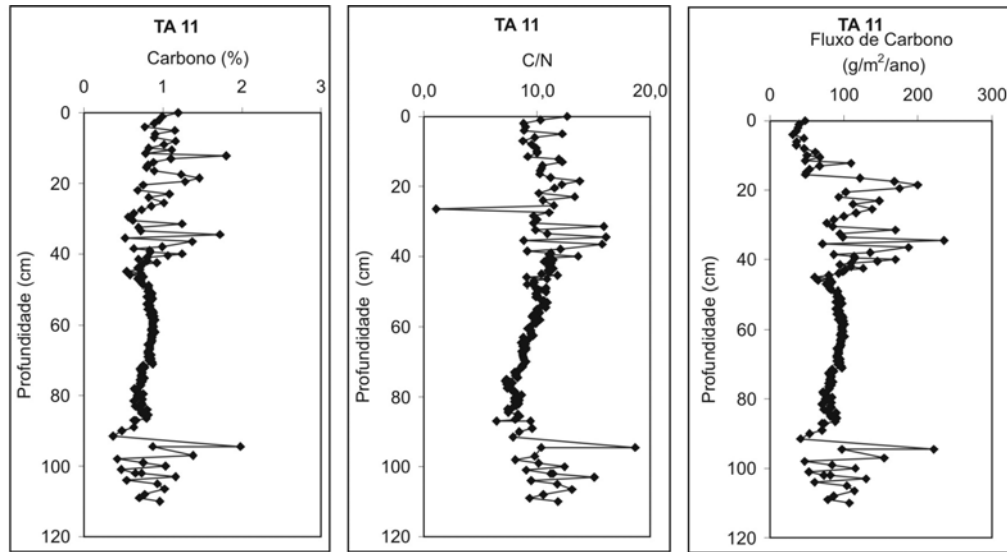 TA 11
Carbono (%)
0 1 2 3
0
20
40
60
80
100
120
Profundidade (cm)
TA 11
C/N
0,0 10,0 20,0
0
20
40
60
80
100
120
Profundidade (cm)
TA 11
Fluxo de Carbono
(g/m²/ano)
0 100 200 300
0
20
40
60
80
100
120
Profundidade (cm)